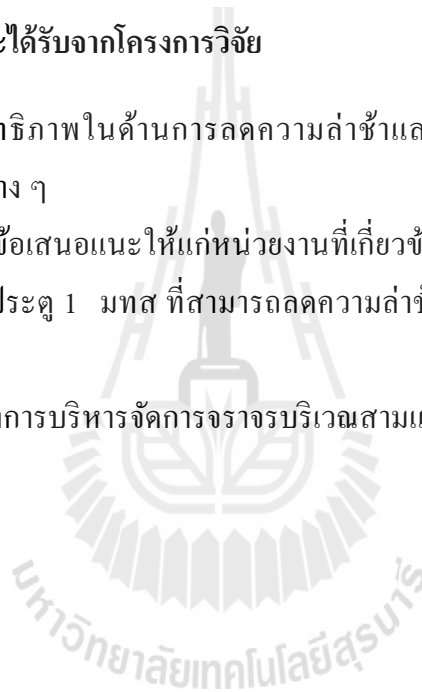 ะได้รับจากโครงการวิจัย
ทธิภาพในด้านการลดความล่าช้าแล
าง ๆ
ข้อเสนอแนะให้แก่หน่วยงานที่เกี่ยวข้
ประตู 1 มทส ที่สามารถลดความล่าช้
การบริหารจัดการจราจรบริเวณสามแ
มหาวิทยาลัยเทคโนโลยีสุรนารี